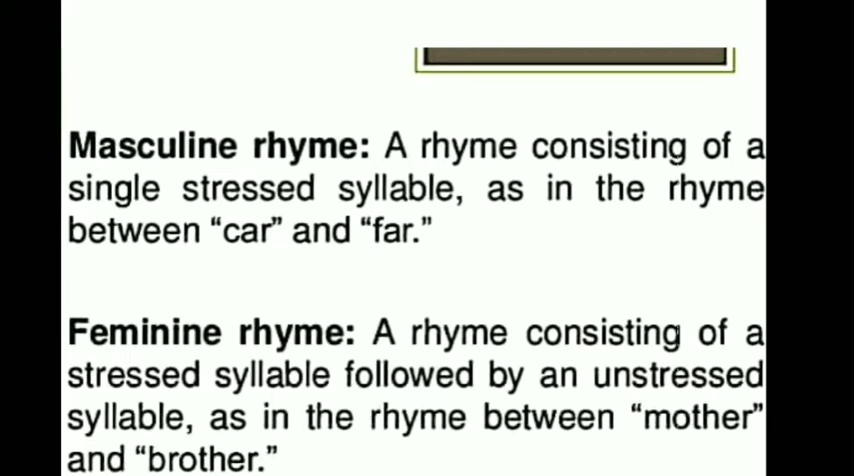 Masculine rhyme: A rhyme consisting of a
single stressed syllable, as in the rhyme
between “car” and “far.”
Feminine rhyme: A rhyme consisting of a
stressed syllable followed by an unstressed
syllable, as in the rhyme between “mother”
and “brother.”